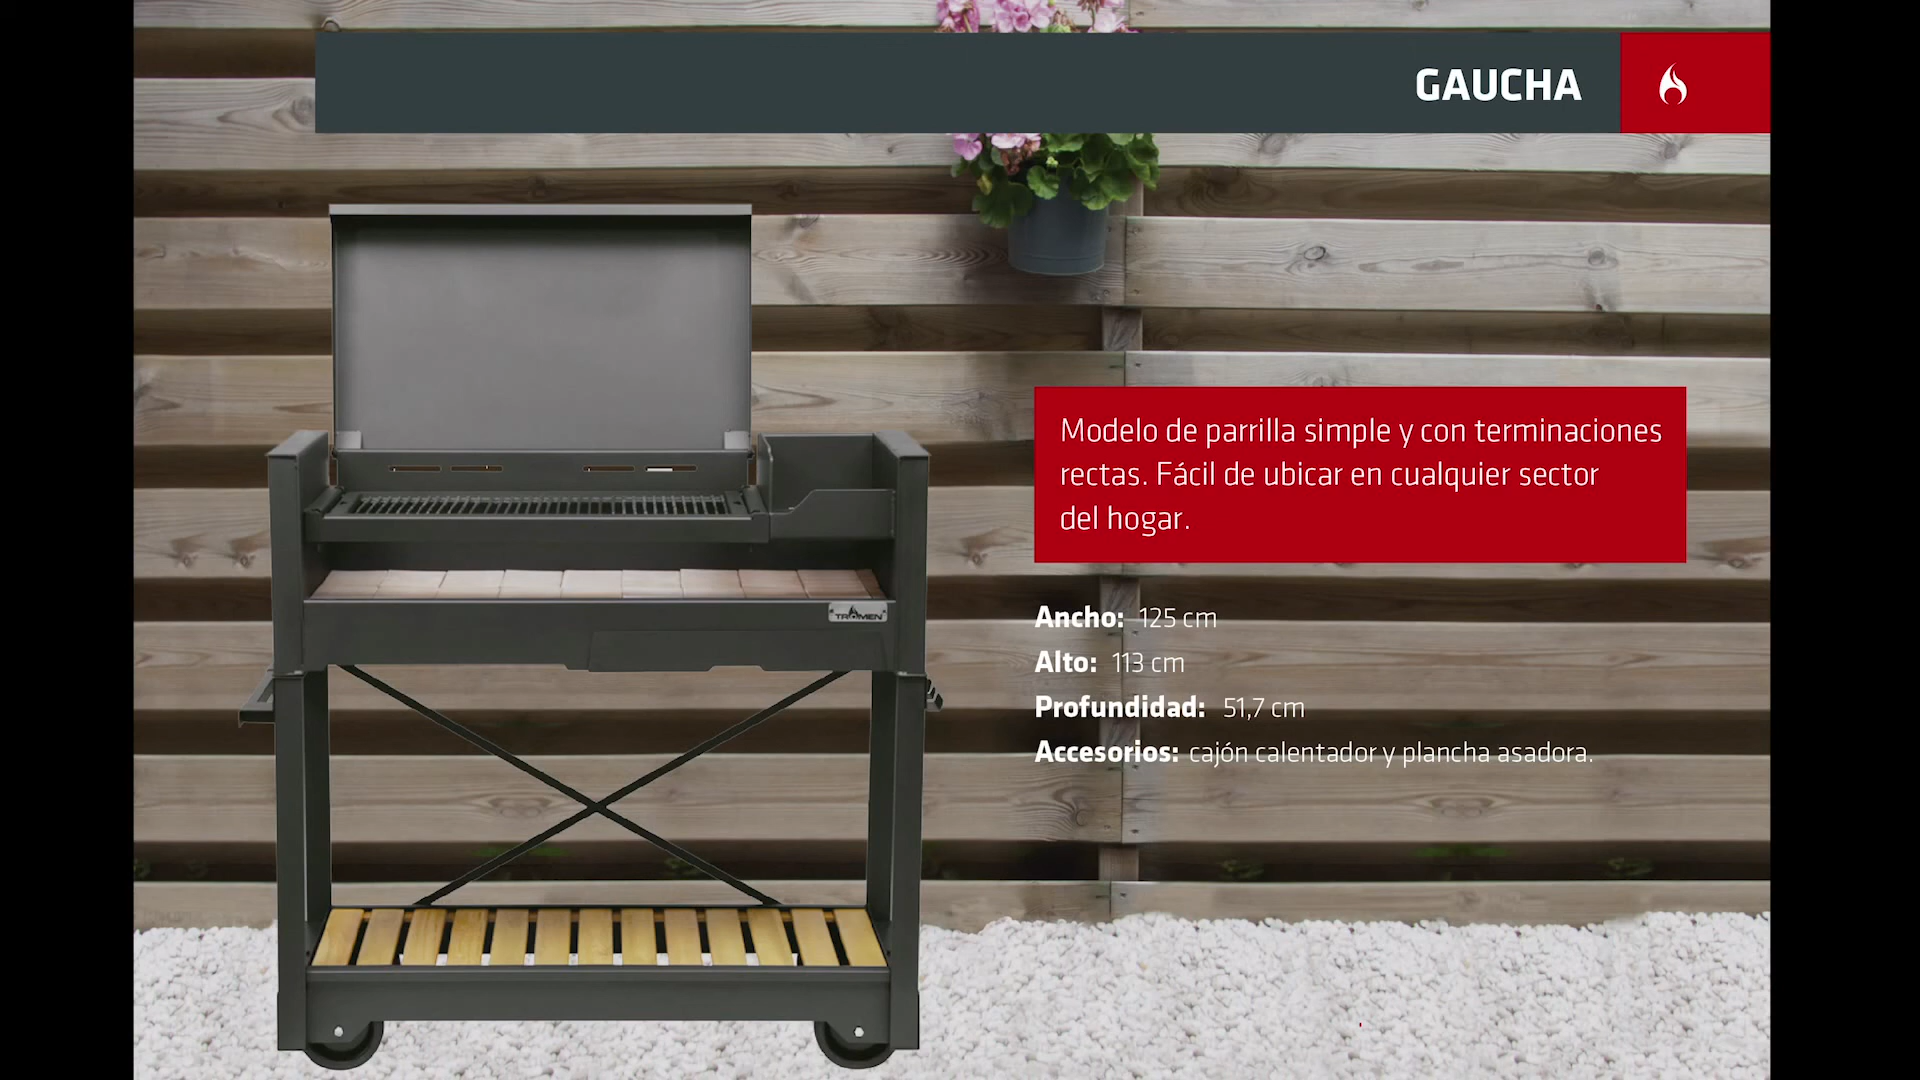 GAUCHA
Modelo de parrilla simple y con terminaciones
rectas. Fácil de ubicar en cualquier sector
del hogar.
TROMEN
Ancho: 125 cm
Alto: 113 cm
Profundidad: 51,7 cm
Accesorios: cajón calentador y plancha asadora.